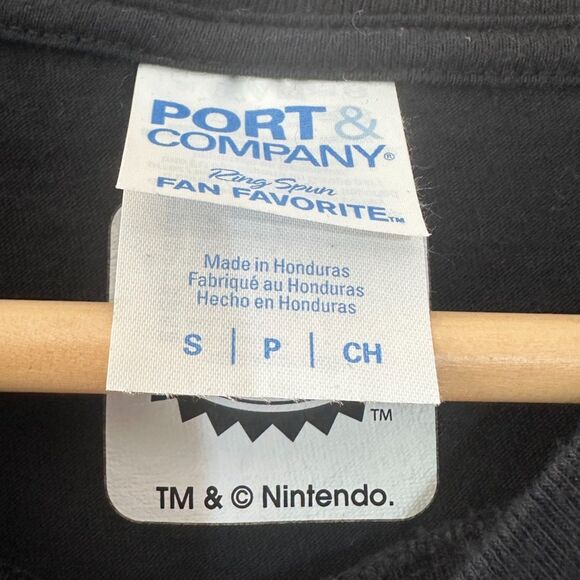 PORT &
COMPANY®
Ring Spun
FAN FAVORITE™
Made in Honduras
Fabriqué au Honduras
Hecho en Honduras
S | P | CH
TM
TM & © Nintendo.